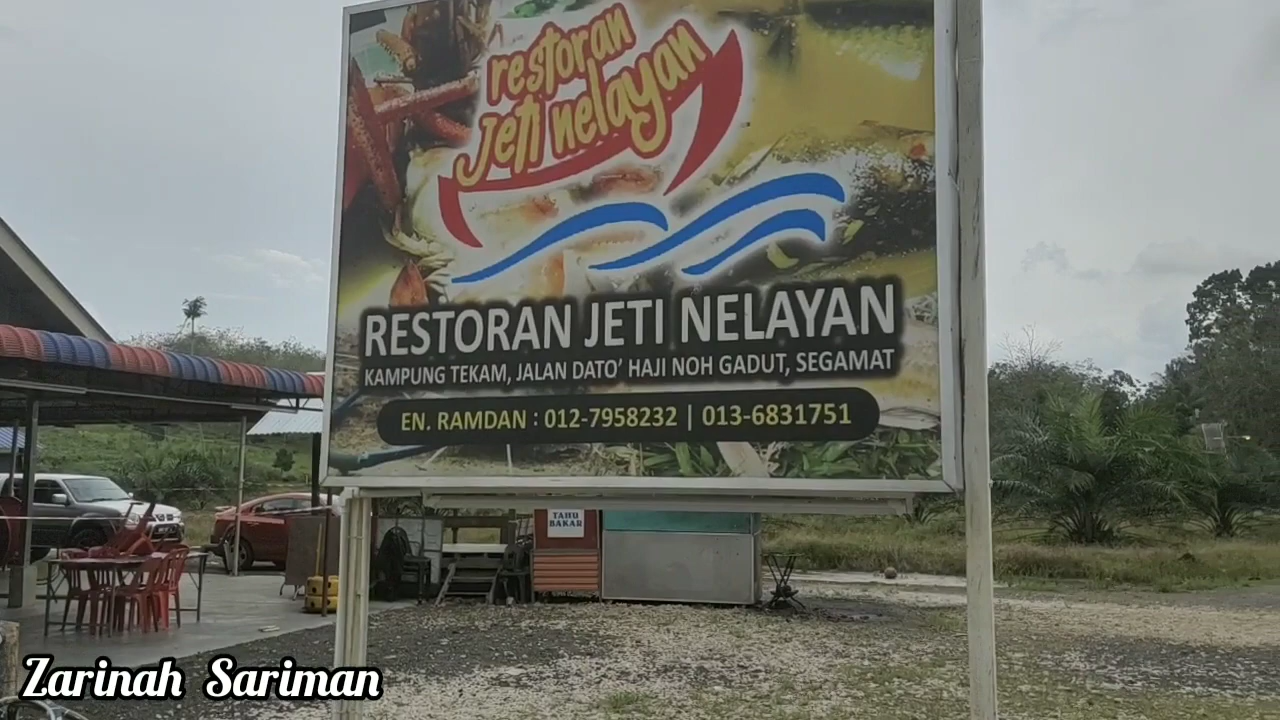 restoran
jeti nelayan
RESTORAN JETI NELAYAN
KAMPUNG TEKAM, JALAN DATO' HAJI NOH GADUT, SEGAMAT
EN. RAMDAN : 012-7958232 | 013-6831751
TAHU
BAKAR
Zarinah Sariman